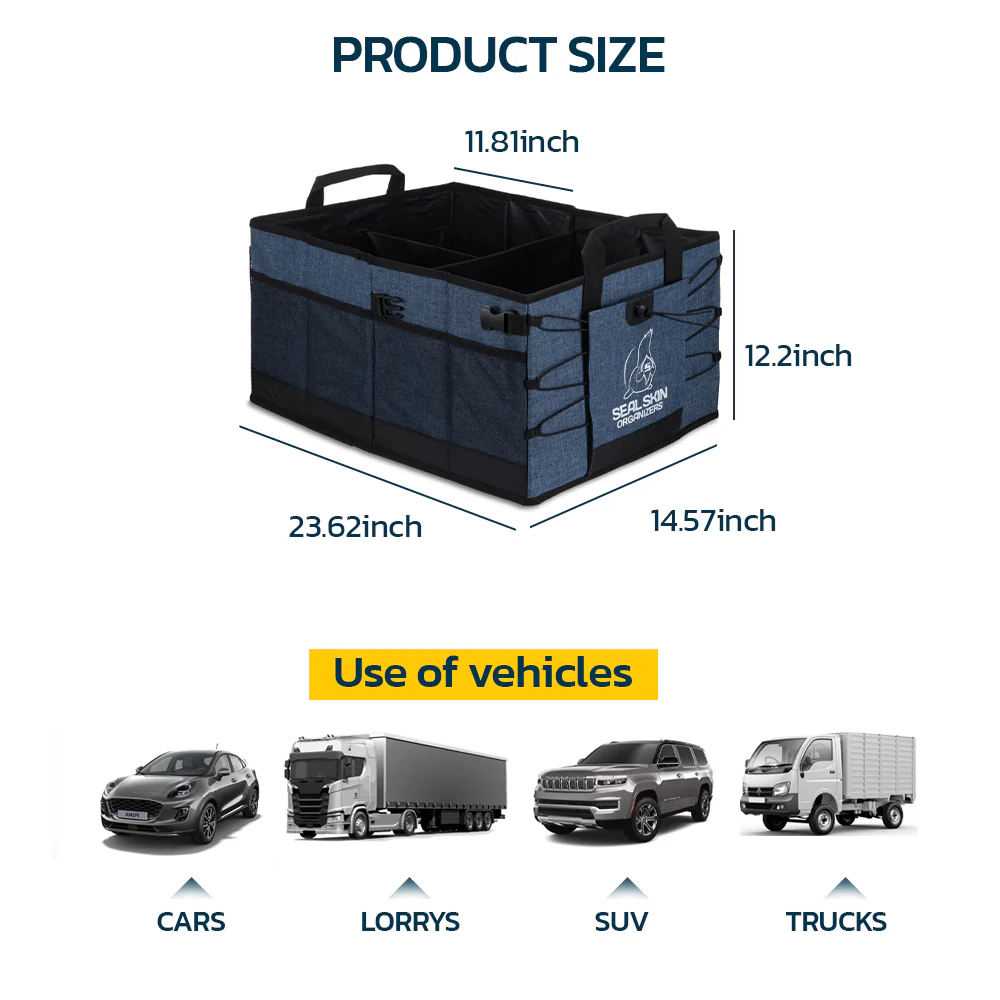 PRODUCT SIZE
11.81inch
12.2inch
SEAL SKIN
ORGANIZERS
23.62inch
14.57inch
Use of vehicles
CARS
LORRYS
SUV
TRUCKS